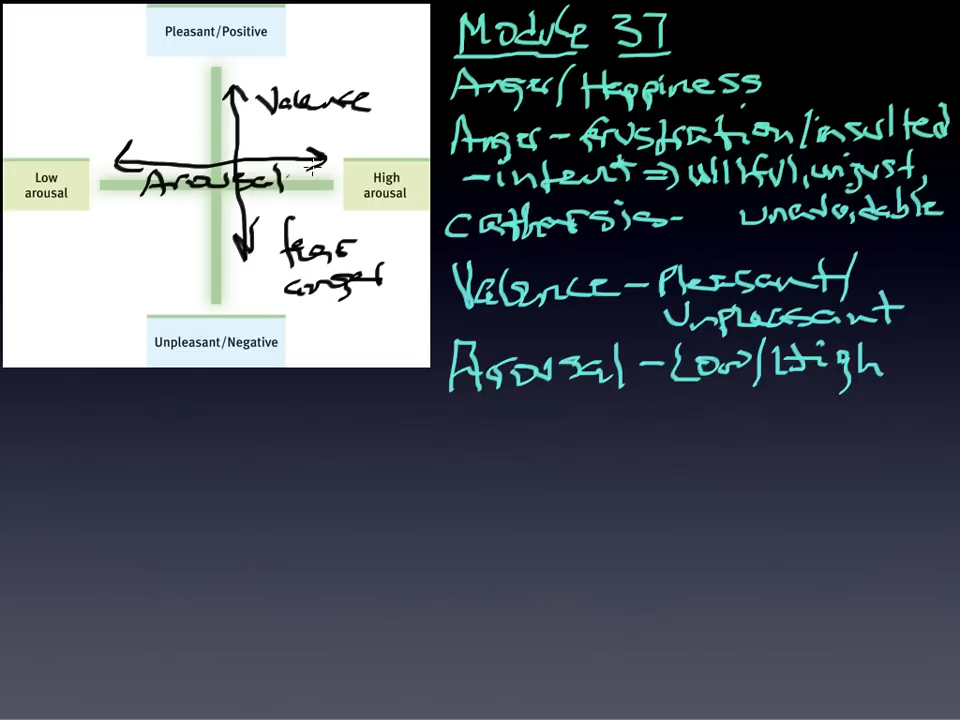 Pleasant/Positive
Valence
Low
arousal
Arousal
High
arousal
fear
anger
Unpleasant/Negative
Module 37
Anger/Happiness
Anger - frustration/insulted
- intent ⇒ willful, unjust,
unavoidable
Catharsis-
Valence - Pleasant/
Unpleasant
Arousal - Low/High